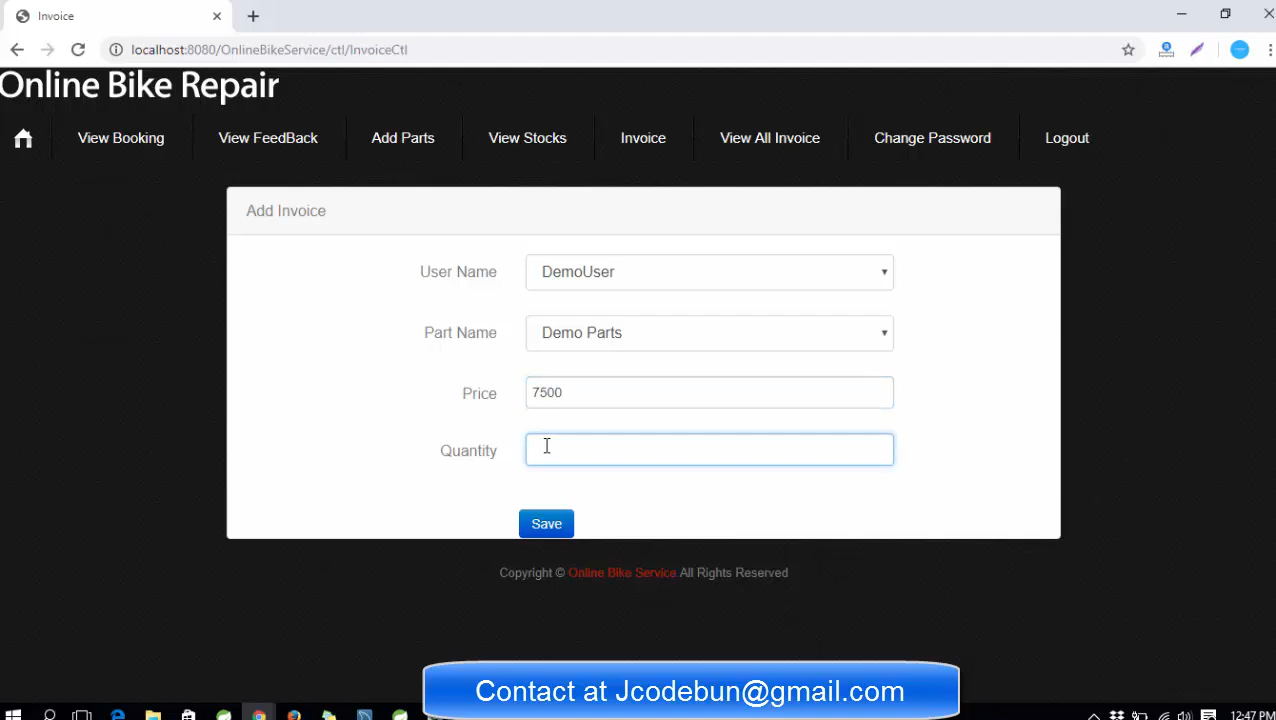 Invoice
localhost:8080/OnlineBikeService/ctl/InvoiceCtl
Online Bike Repair
View Booking
View FeedBack
Add Parts
View Stocks
Invoice
View All Invoice
Change Password
Logout
Add Invoice
User Name
DemoUser
Part Name
Demo Parts
Price
7500
Quantity
Save
Copyright © Online Bike Service All Rights Reserved
Contact at Jcodebun@gmail.com
12:47 PM